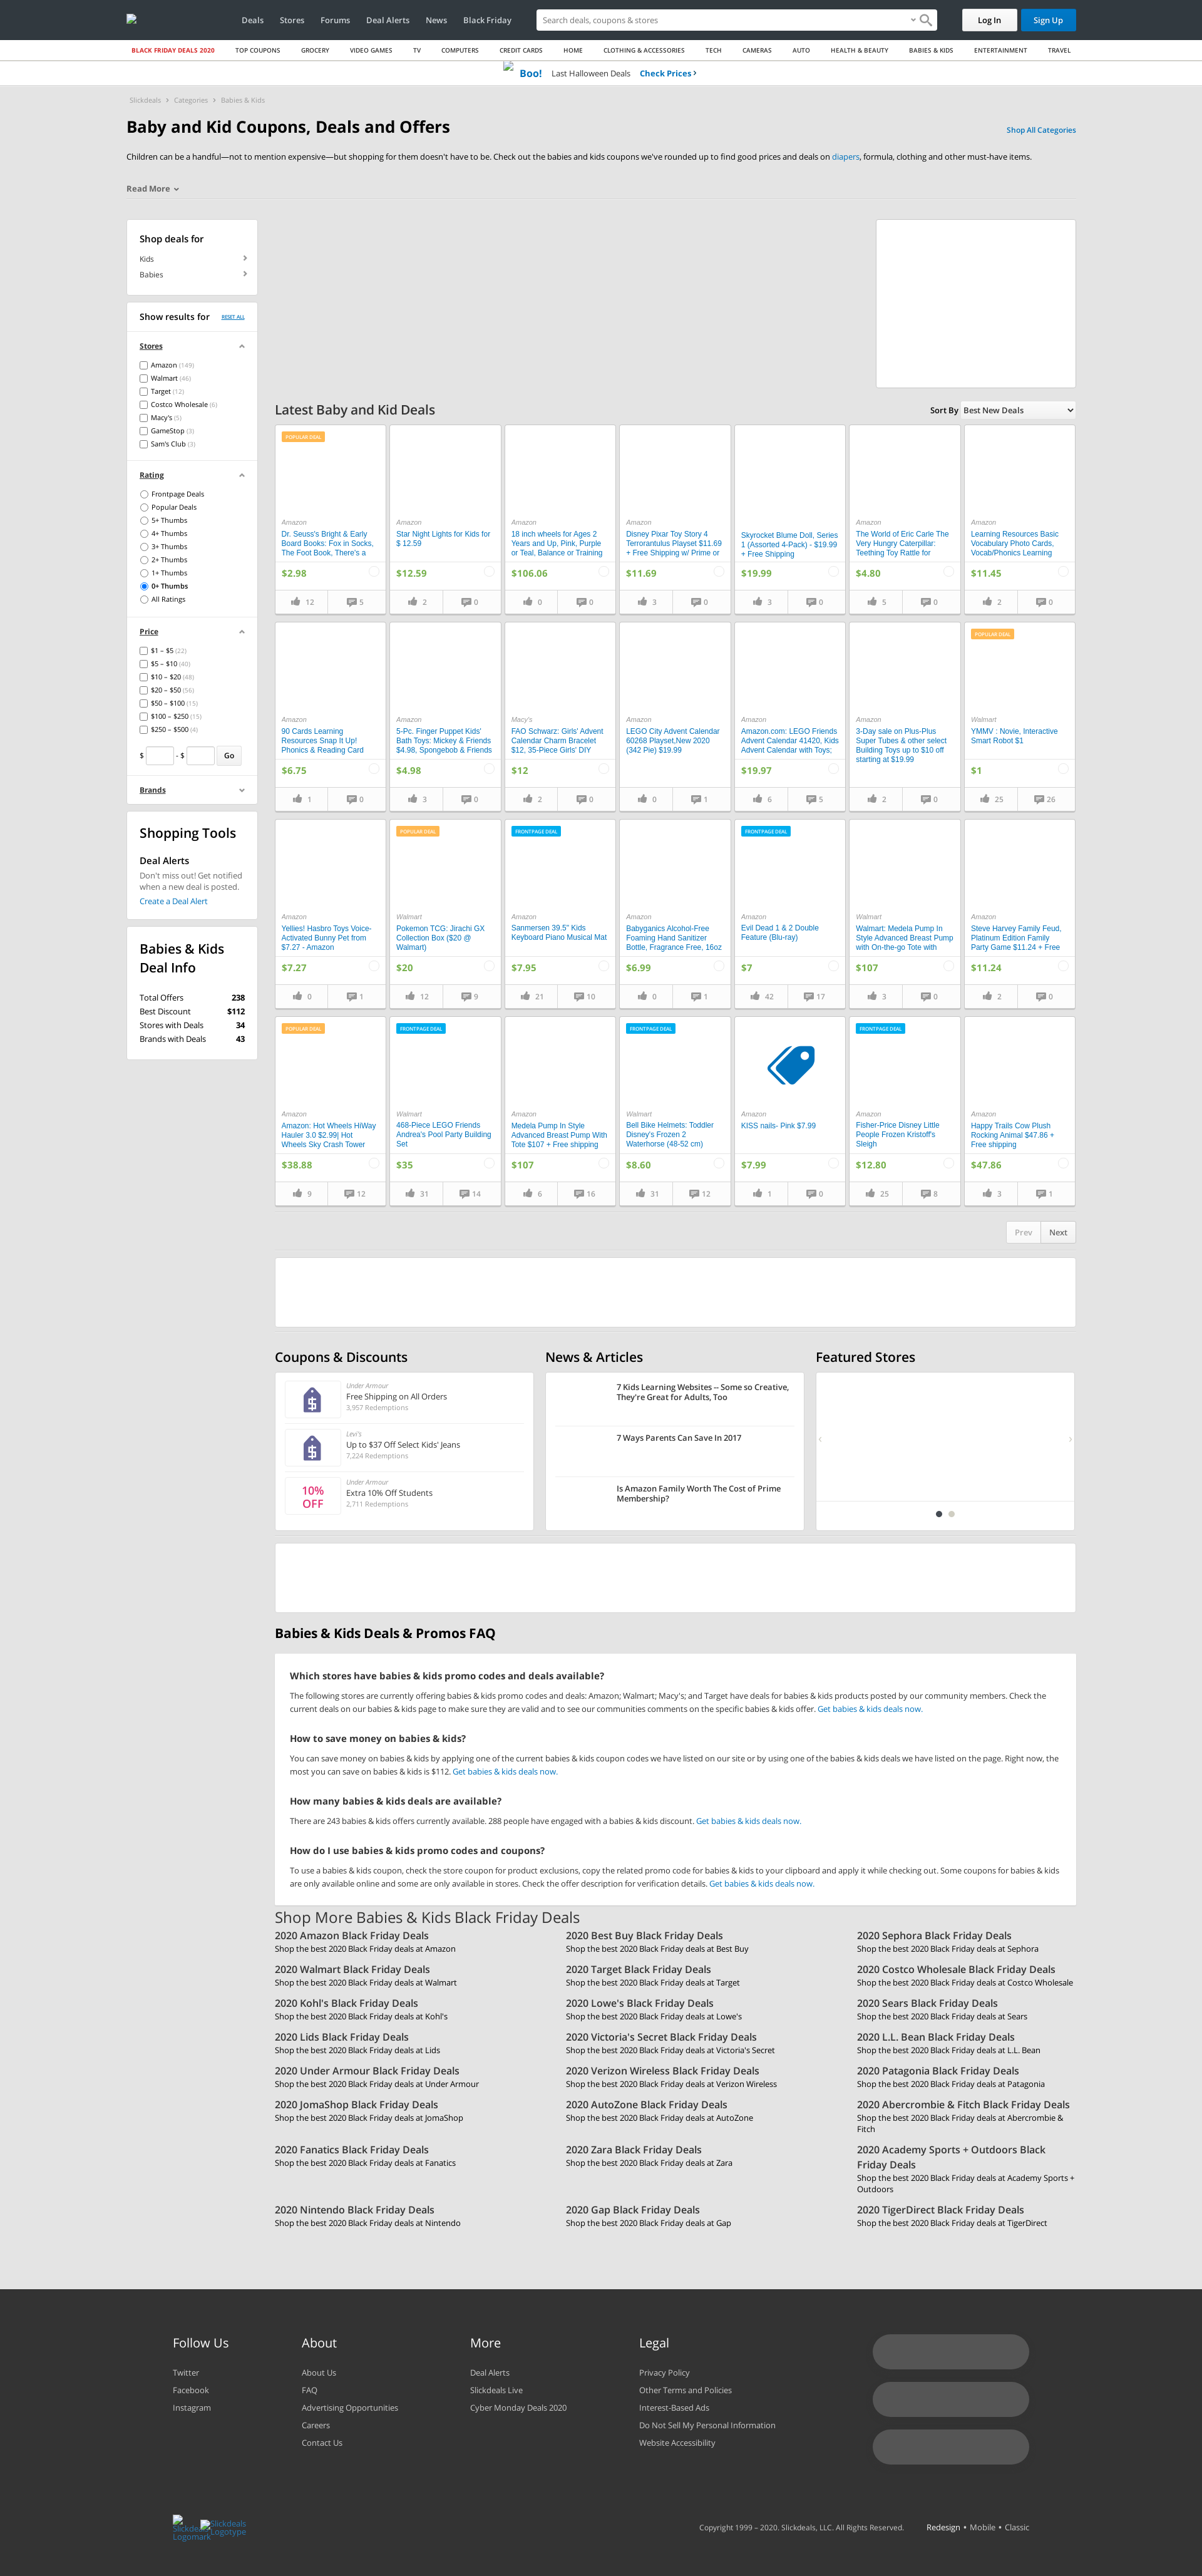 Deals Stores Forums Deal Alerts News Black Friday Search deals, coupons & stores Log In Sign Up
BLACK FRIDAY DEALS 2020 TOP COUPONS GROCERY VIDEO GAMES TV COMPUTERS CREDIT CARDS HOME CLOTHING & ACCESSORIES TECH CAMERAS AUTO HEALTH & BEAUTY BABIES & KIDS ENTERTAINMENT TRAVEL
Boo! Last Halloween Deals Check Prices
Slickdeals Categories Babies & Kids
Baby and Kid Coupons, Deals and Offers
Shop All Categories
Children can be a handful—not to mention expensive—but shopping for them doesn't have to be. Check out the babies and kids coupons we've rounded up to find good prices and deals on diapers, formula, clothing and other must-have items.
Read More
Shop deals for
Kids
Babies
Show results for RESET ALL
Stores
Amazon (149)
Walmart (46)
Target (12)
Costco Wholesale (6)
Macy's (5)
GameStop (3)
Sam's Club (3)
Rating
Frontpage Deals
Popular Deals
5+ Thumbs
4+ Thumbs
3+ Thumbs
2+ Thumbs
1+ Thumbs
0+ Thumbs
All Ratings
Price
$1 – $5 (22)
$5 – $10 (40)
$10 – $20 (48)
$20 – $50 (56)
$50 – $100 (15)
$100 – $250 (15)
$250 – $500 (4)
$ - $ Go
Brands
Shopping Tools
Deal Alerts
Don't miss out! Get notified
when a new deal is posted.
Create a Deal Alert
Babies & Kids
Deal Info
Total Offers 238
Best Discount $112
Stores with Deals 34
Brands with Deals 43
Latest Baby and Kid Deals
Sort By Best New Deals
POPULAR DEAL
Amazon
Dr. Seuss's Bright & Early
Board Books: Fox in Socks,
The Foot Book, There's a
$2.98
12 5
Amazon
Star Night Lights for Kids for
$ 12.59
$12.59
2 0
Amazon
18 inch wheels for Ages 2
Years and Up, Pink, Purple
or Teal, Balance or Training
$106.06
0 0
Amazon
Disney Pixar Toy Story 4
Terrorantulus Playset $11.69
+ Free Shipping w/ Prime or
$11.69
3 0
Skyrocket Blume Doll, Series
1 (Assorted 4-Pack) - $19.99
+ Free Shipping
$19.99
3 0
Amazon
The World of Eric Carle The
Very Hungry Caterpillar:
Teething Toy Rattle for
$4.80
5 0
Amazon
Learning Resources Basic
Vocabulary Photo Cards,
Vocab/Phonics Learning
$11.45
2 0
Amazon
90 Cards Learning
Resources Snap It Up!
Phonics & Reading Card
$6.75
1 0
Amazon
5-Pc. Finger Puppet Kids'
Bath Toys: Mickey & Friends
$4.98, Spongebob & Friends
$4.98
3 0
Macy's
FAO Schwarz: Girls' Advent
Calendar Charm Bracelet
$12, 35-Piece Girls' DIY
$12
2 0
Amazon
LEGO City Advent Calendar
60268 Playset,New 2020
(342 Pie) $19.99
0 1
Amazon
Amazon.com: LEGO Friends
Advent Calendar 41420, Kids
Advent Calendar with Toys;
$19.97
6 5
Amazon
3-Day sale on Plus-Plus
Super Tubes & other select
Building Toys up to $10 off
starting at $19.99
2 0
POPULAR DEAL
Walmart
YMMV : Novie, Interactive
Smart Robot $1
$1
25 26
Amazon
Yellies! Hasbro Toys Voice-
Activated Bunny Pet from
$7.27 - Amazon
$7.27
0 1
POPULAR DEAL
Walmart
Pokemon TCG: Jirachi GX
Collection Box ($20 @
Walmart)
$20
12 9
FRONTPAGE DEAL
Amazon
Sanmersen 39.5" Kids
Keyboard Piano Musical Mat
$7.95
21 10
Amazon
Babyganics Alcohol-Free
Foaming Hand Sanitizer
Bottle, Fragrance Free, 16oz
$6.99
0 1
FRONTPAGE DEAL
Amazon
Evil Dead 1 & 2 Double
Feature (Blu-ray)
$7
42 17
Walmart
Walmart: Medela Pump In
Style Advanced Breast Pump
with On-the-go Tote with
$107
3 0
Amazon
Steve Harvey Family Feud,
Platinum Edition Family
Party Game $11.24 + Free
$11.24
2 0
POPULAR DEAL
Amazon
Amazon: Hot Wheels HiWay
Hauler 3.0 $2.99| Hot
Wheels Sky Crash Tower
$38.88
9 12
FRONTPAGE DEAL
Walmart
468-Piece LEGO Friends
Andrea's Pool Party Building
Set
$35
31 14
Amazon
Medela Pump In Style
Advanced Breast Pump With
Tote $107 + Free shipping
$107
6 16
FRONTPAGE DEAL
Walmart
Bell Bike Helmets: Toddler
Disney's Frozen 2
Waterhorse (48-52 cm)
$8.60
31 12
Amazon
KISS nails- Pink $7.99
$7.99
1 0
FRONTPAGE DEAL
Amazon
Fisher-Price Disney Little
People Frozen Kristoff's
Sleigh
$12.80
25 8
Amazon
Happy Trails Cow Plush
Rocking Animal $47.86 +
Free shipping
$47.86
3 1
Prev Next
Coupons & Discounts
Under Armour
Free Shipping on All Orders
3,957 Redemptions
Levi's
Up to $37 Off Select Kids' Jeans
7,224 Redemptions
10%
OFF
Under Armour
Extra 10% Off Students
2,711 Redemptions
News & Articles
7 Kids Learning Websites -- Some so Creative,
They're Great for Adults, Too
7 Ways Parents Can Save In 2017
Is Amazon Family Worth The Cost of Prime
Membership?
Featured Stores
Babies & Kids Deals & Promos FAQ
Which stores have babies & kids promo codes and deals available?
The following stores are currently offering babies & kids promo codes and deals: Amazon; Walmart; Macy's; and Target have deals for babies & kids products posted by our community members. Check the
current deals on our babies & kids page to make sure they are valid and to see our communities comments on the specific babies & kids offer. Get babies & kids deals now.
How to save money on babies & kids?
You can save money on babies & kids by applying one of the current babies & kids coupon codes we have listed on our site or by using one of the babies & kids deals we have listed on the page. Right now, the
most you can save on babies & kids is $112. Get babies & kids deals now.
How many babies & kids deals are available?
There are 243 babies & kids offers currently available. 288 people have engaged with a babies & kids discount. Get babies & kids deals now.
How do I use babies & kids promo codes and coupons?
To use a babies & kids coupon, check the store coupon for product exclusions, copy the related promo code for babies & kids to your clipboard and apply it while checking out. Some coupons for babies & kids
are only available online and some are only available in stores. Check the offer description for verification details. Get babies & kids deals now.
Shop More Babies & Kids Black Friday Deals
2020 Amazon Black Friday Deals
Shop the best 2020 Black Friday deals at Amazon
2020 Best Buy Black Friday Deals
Shop the best 2020 Black Friday deals at Best Buy
2020 Sephora Black Friday Deals
Shop the best 2020 Black Friday deals at Sephora
2020 Walmart Black Friday Deals
Shop the best 2020 Black Friday deals at Walmart
2020 Target Black Friday Deals
Shop the best 2020 Black Friday deals at Target
2020 Costco Wholesale Black Friday Deals
Shop the best 2020 Black Friday deals at Costco Wholesale
2020 Kohl's Black Friday Deals
Shop the best 2020 Black Friday deals at Kohl's
2020 Lowe's Black Friday Deals
Shop the best 2020 Black Friday deals at Lowe's
2020 Sears Black Friday Deals
Shop the best 2020 Black Friday deals at Sears
2020 Lids Black Friday Deals
Shop the best 2020 Black Friday deals at Lids
2020 Victoria's Secret Black Friday Deals
Shop the best 2020 Black Friday deals at Victoria's Secret
2020 L.L. Bean Black Friday Deals
Shop the best 2020 Black Friday deals at L.L. Bean
2020 Under Armour Black Friday Deals
Shop the best 2020 Black Friday deals at Under Armour
2020 Verizon Wireless Black Friday Deals
Shop the best 2020 Black Friday deals at Verizon Wireless
2020 Patagonia Black Friday Deals
Shop the best 2020 Black Friday deals at Patagonia
2020 JomaShop Black Friday Deals
Shop the best 2020 Black Friday deals at JomaShop
2020 AutoZone Black Friday Deals
Shop the best 2020 Black Friday deals at AutoZone
2020 Abercrombie & Fitch Black Friday Deals
Shop the best 2020 Black Friday deals at Abercrombie &
Fitch
2020 Fanatics Black Friday Deals
Shop the best 2020 Black Friday deals at Fanatics
2020 Zara Black Friday Deals
Shop the best 2020 Black Friday deals at Zara
2020 Academy Sports + Outdoors Black
Friday Deals
Shop the best 2020 Black Friday deals at Academy Sports +
Outdoors
2020 Nintendo Black Friday Deals
Shop the best 2020 Black Friday deals at Nintendo
2020 Gap Black Friday Deals
Shop the best 2020 Black Friday deals at Gap
2020 TigerDirect Black Friday Deals
Shop the best 2020 Black Friday deals at TigerDirect
Follow Us
Twitter
Facebook
Instagram
About
About Us
FAQ
Advertising Opportunities
Careers
Contact Us
More
Deal Alerts
Slickdeals Live
Cyber Monday Deals 2020
Legal
Privacy Policy
Other Terms and Policies
Interest-Based Ads
Do Not Sell My Personal Information
Website Accessibility
Slickdeals
Logomark
Slickdeals
Logotype
Copyright 1999 – 2020. Slickdeals, LLC. All Rights Reserved. Redesign • Mobile • Classic